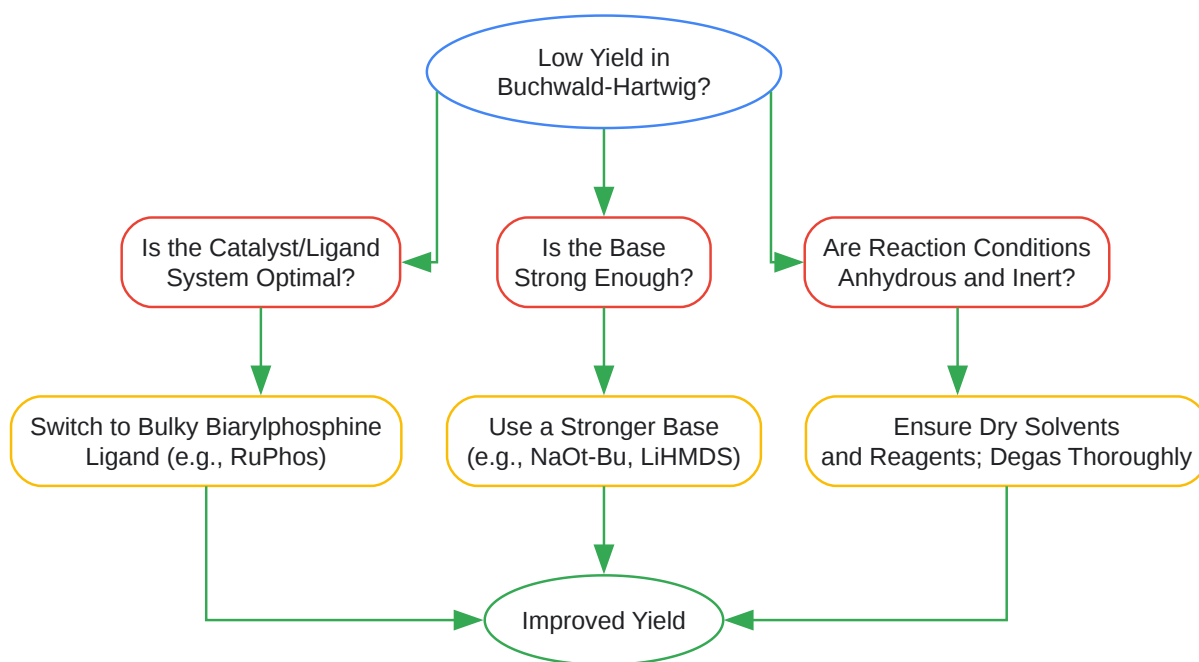 Low Yield in
Buchwald-Hartwig?
Is the Catalyst/Ligand
System Optimal?
Is the Base
Strong Enough?
Are Reaction Conditions
Anhydrous and Inert?
Switch to Bulky Biarylphosphine
Ligand (e.g., RuPhos)
Use a Stronger Base
(e.g., NaOt-Bu, LiHMDS)
Ensure Dry Solvents
and Reagents; Degas Thoroughly
Improved Yield